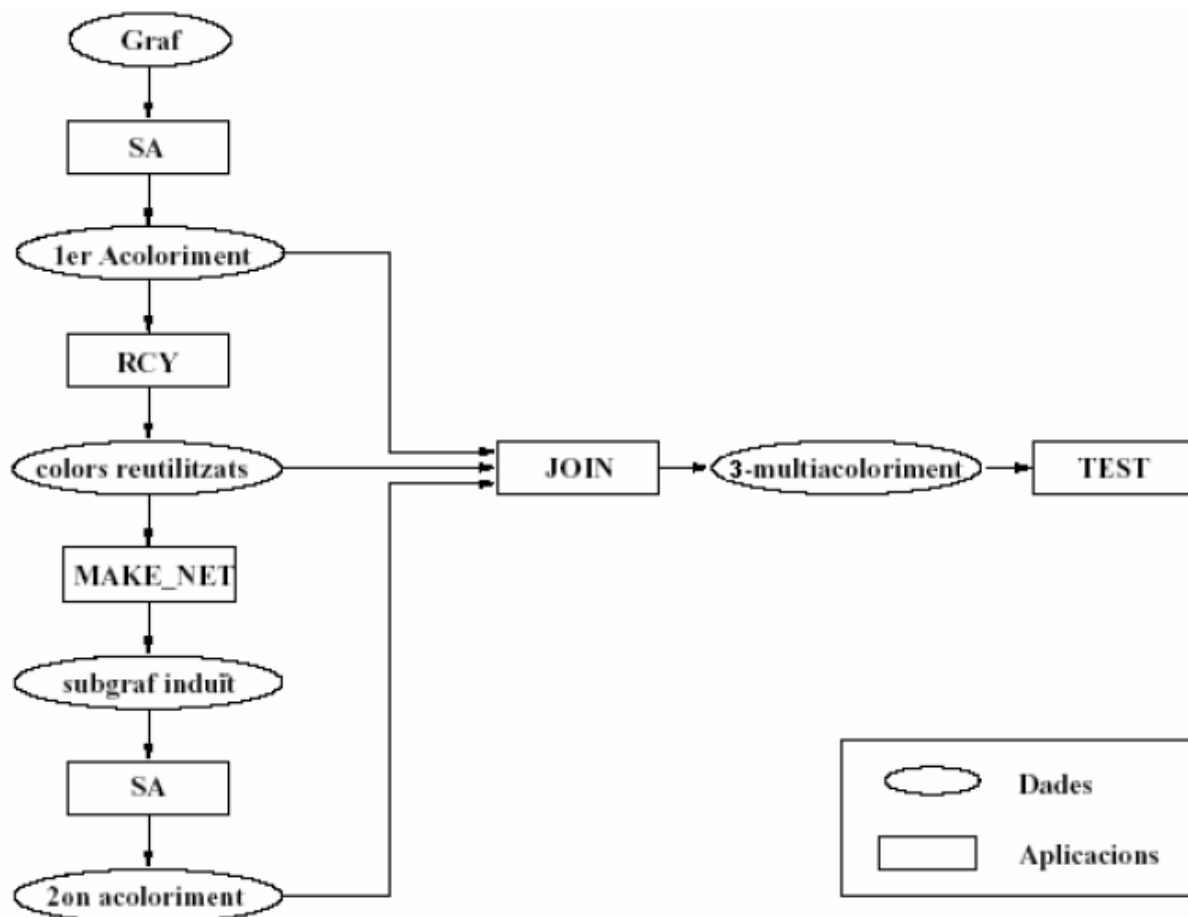 Graf
SA
1er Acoloriment
RCY
colors reutilitzats
JOIN
3-multiacoloriment
TEST
MAKE_NET
subgraf induït
SA
2on acoloriment
Dades
Aplicacions